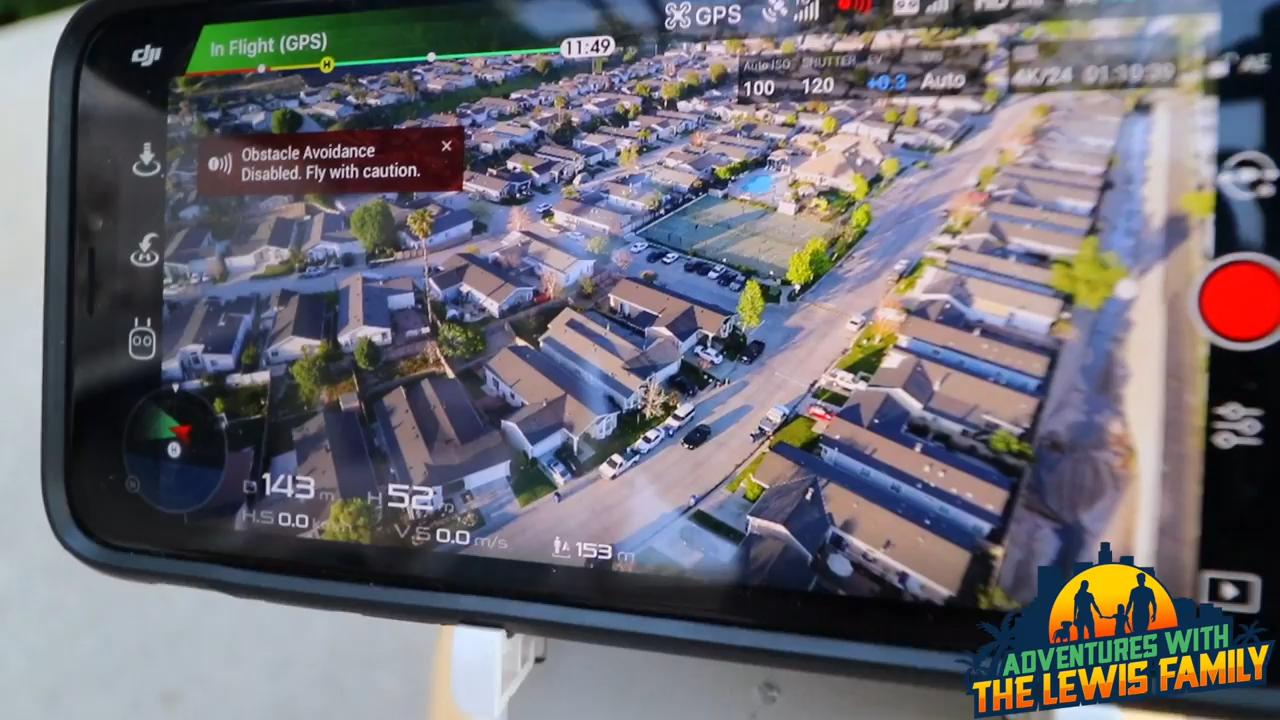 dji
In Flight (GPS)
11:49
GPS
Auto ISO SHUTTER EV
100 120 +0.3 Auto
4K/24 01:39:39
AE
Obstacle Avoidance
Disabled. Fly with caution.
H
H
D 143 m H 52 m
H.S 0.0 V.S 0.0 m/s 153 m
ADVENTURES WITH
THE LEWIS FAMILY